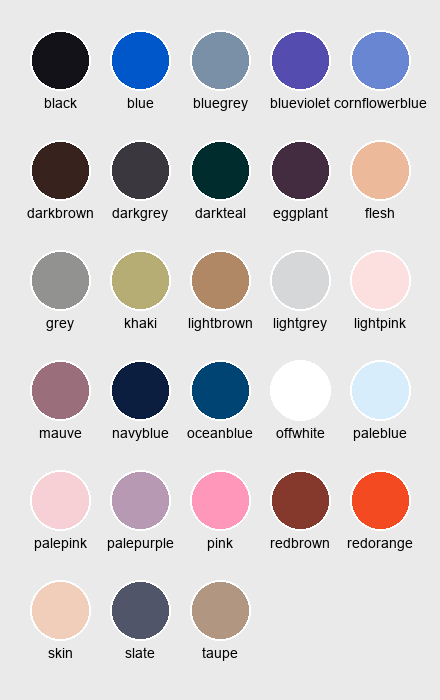 black blue bluegrey blueviolet cornflowerblue
darkbrown darkgrey darkteal eggplant flesh
grey khaki lightbrown lightgrey lightpink
mauve navyblue oceanblue offwhite paleblue
palepink palepurple pink redbrown redorange
skin slate taupe